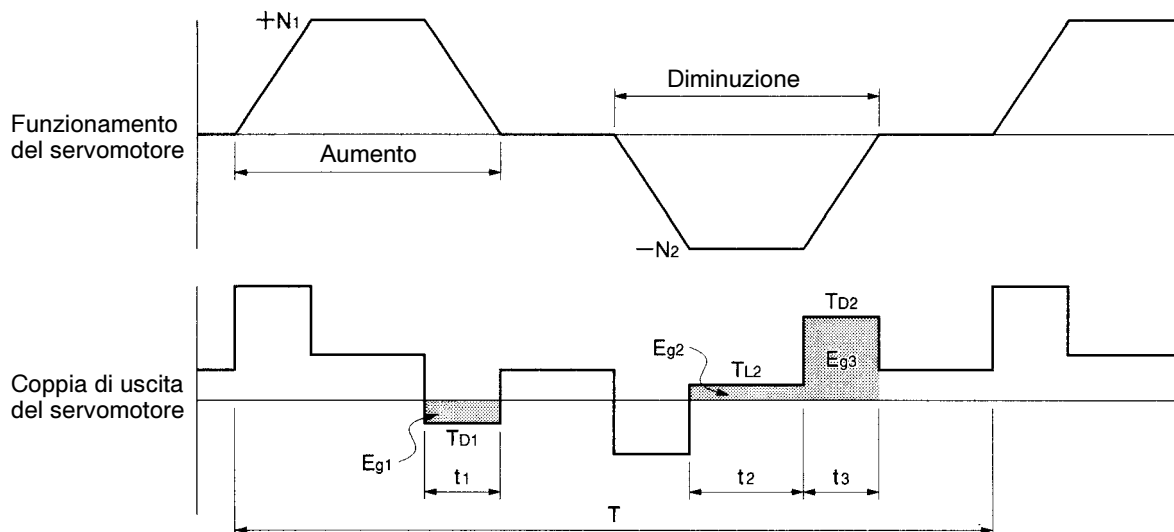 +N1
Diminuzione
Funzionamento
del servomotore
Aumento
−N2
TD2
Eg2
TL2
Eg3
Coppia di uscita
del servomotore
TD1
Eg1
t1
t2
t3
T